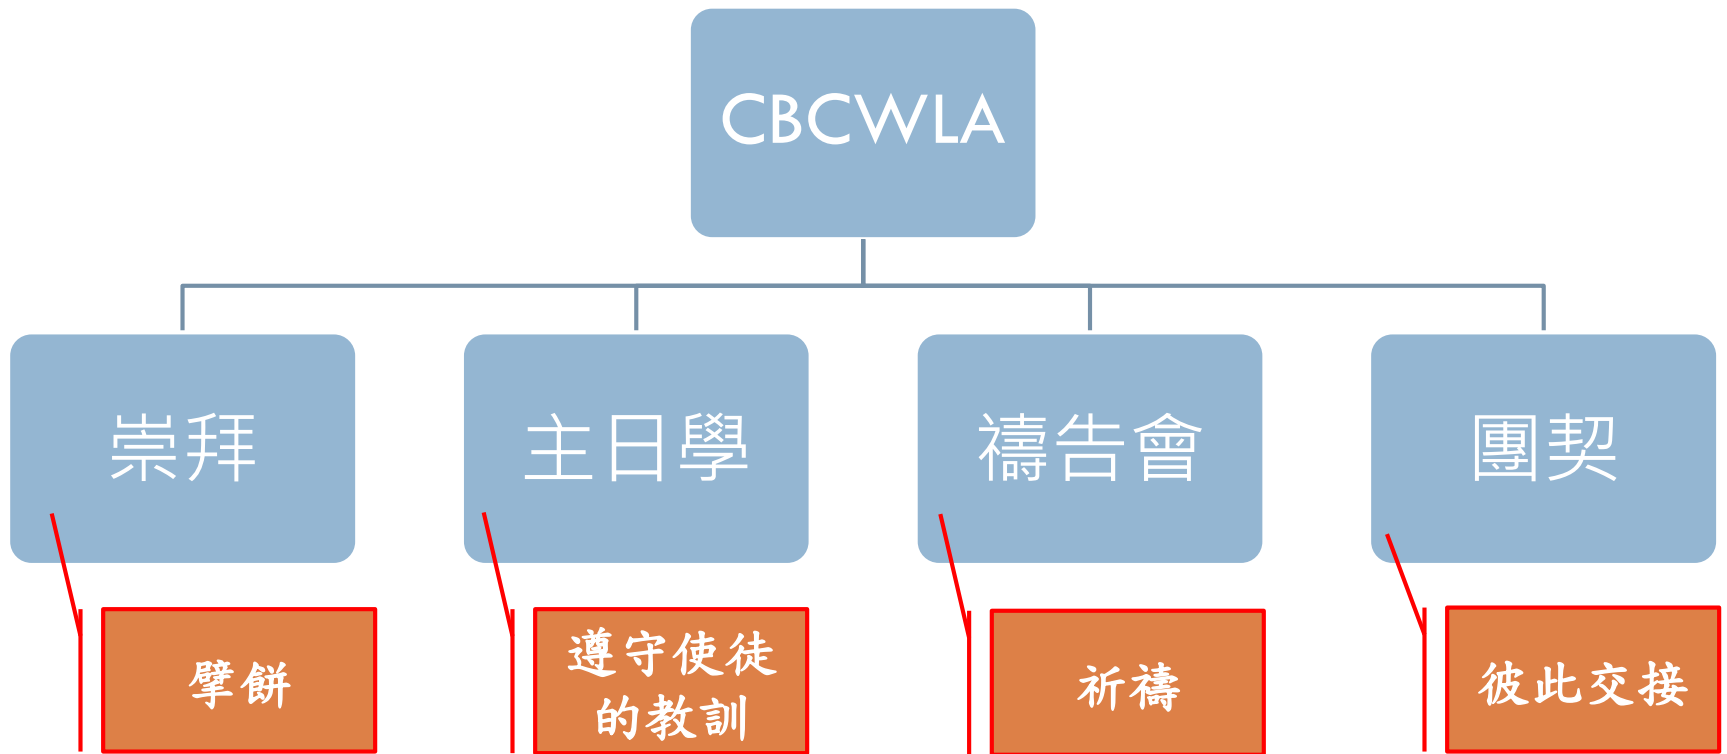 CBCWLA
崇拜
主日學
禱告會
團契
擘餅
遵守使徒
的教訓
祈禱
彼此交接